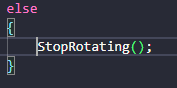 else
{
StopRotating();
}